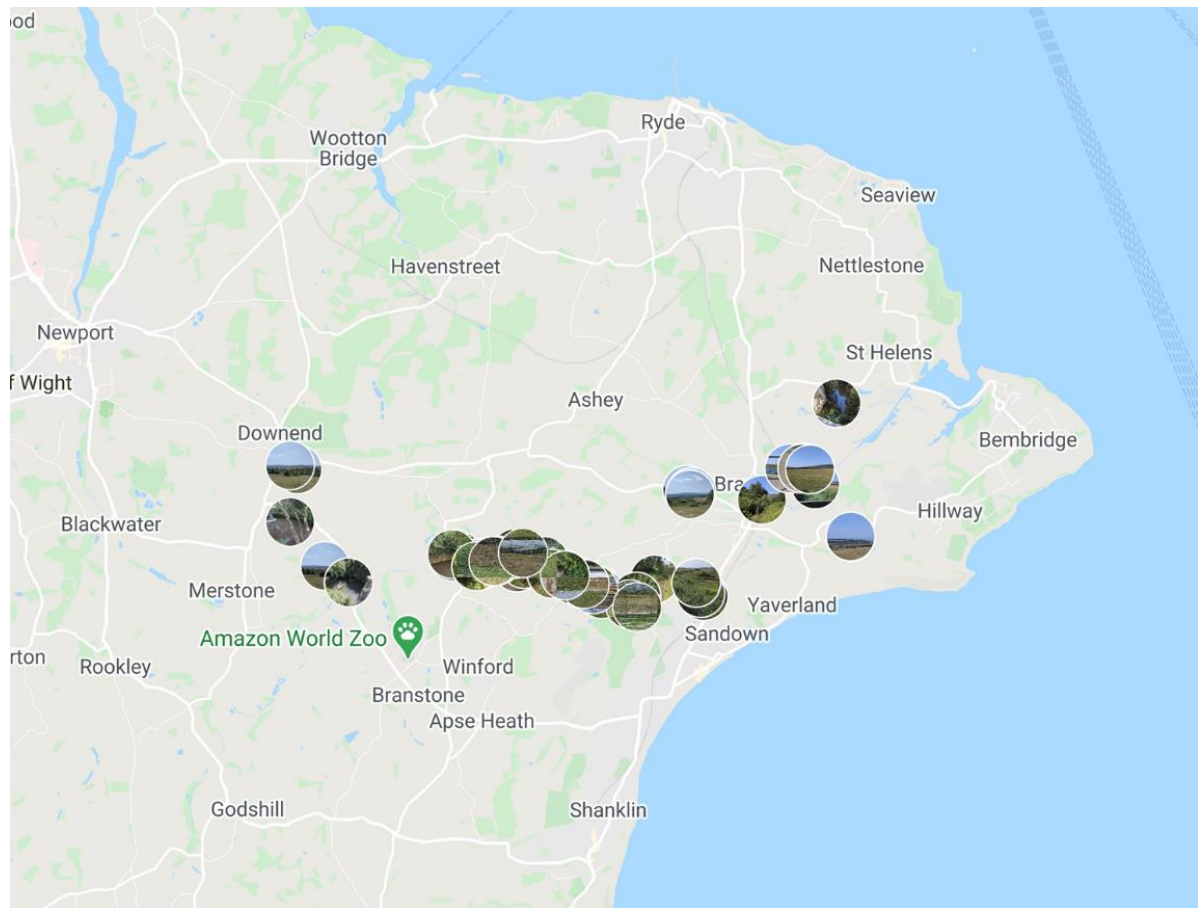 ood
Ryde
Wootton
Bridge
Seaview
Havenstreet
Nettlestone
Newport
St Helens
f Wight
Ashey
Downend
Bembridge
Bra
Hillway
Blackwater
Merstone
Yaverland
Sandown
Amazon World Zoo
rton
Rookley
Winford
Branstone
Apse Heath
Godshill
Shanklin